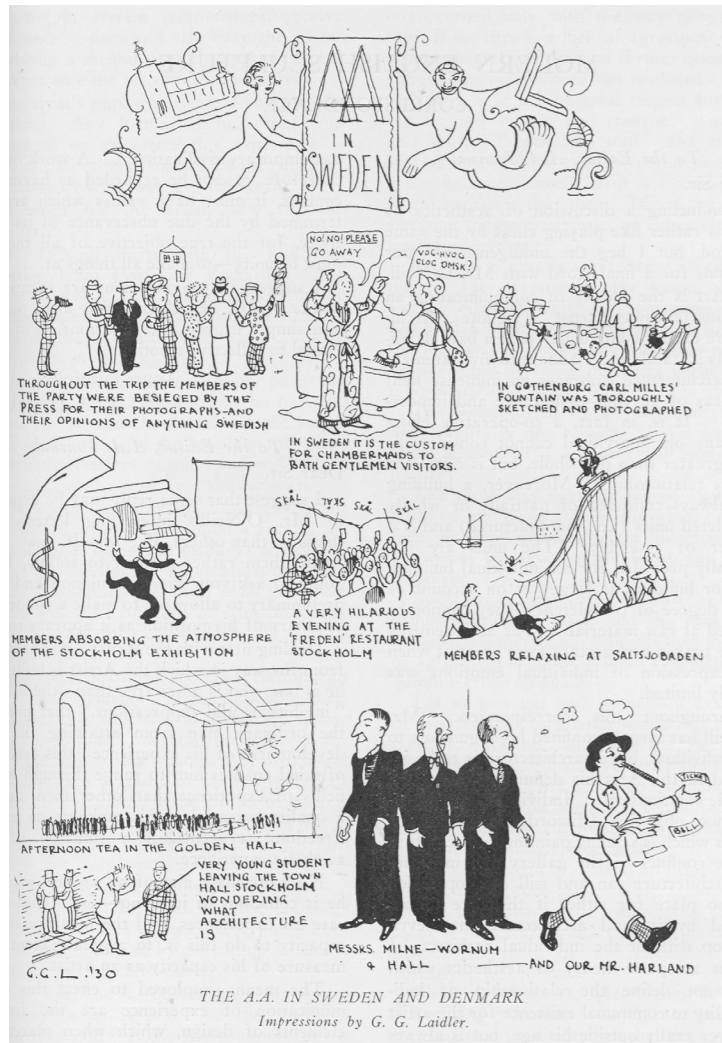 AA
IN
SWEDEN
NO! NO! PLEASE
GO AWAY
VOG-HVOG
CLOG OMSK?
THROUGHOUT THE TRIP THE MEMBERS OF
THE PARTY WERE BESIEGED BY THE
PRESS FOR THEIR PHOTOGRAPHS-AND
THEIR OPINIONS OF ANYTHING SWEDISH
IN SWEDEN IT IS THE CUSTOM
FOR CHAMBERMAIDS TO
BATH GENTLEMEN VISITORS.
IN GOTHENBURG CARL MILLES'
FOUNTAIN WAS THOROUGHLY
SKETCHED AND PHOTOGRAPHED
MEMBERS ABSORBING THE ATMOSPHERE
OF THE STOCKHOLM EXHIBITION
SKÅL SKÅL SKÅL SKÅL
A VERY HILARIOUS
EVENING AT THE
'FREDEN' RESTAURANT
STOCKHOLM
MEMBERS RELAXING AT SALTSJOBADEN
AFTERNOON TEA IN THE GOLDEN HALL
VERY YOUNG STUDENT
LEAVING THE TOWN
HALL STOCKHOLM
WONDERING
WHAT
ARCHITECTURE
IS
G.G.L. '30
MESSRS. MILNE-WORNUM
& HALL
TICKET
BILL
AND OUR MR. HARLAND
THE A.A. IN SWEDEN AND DENMARK
Impressions by G. G. Laidler.